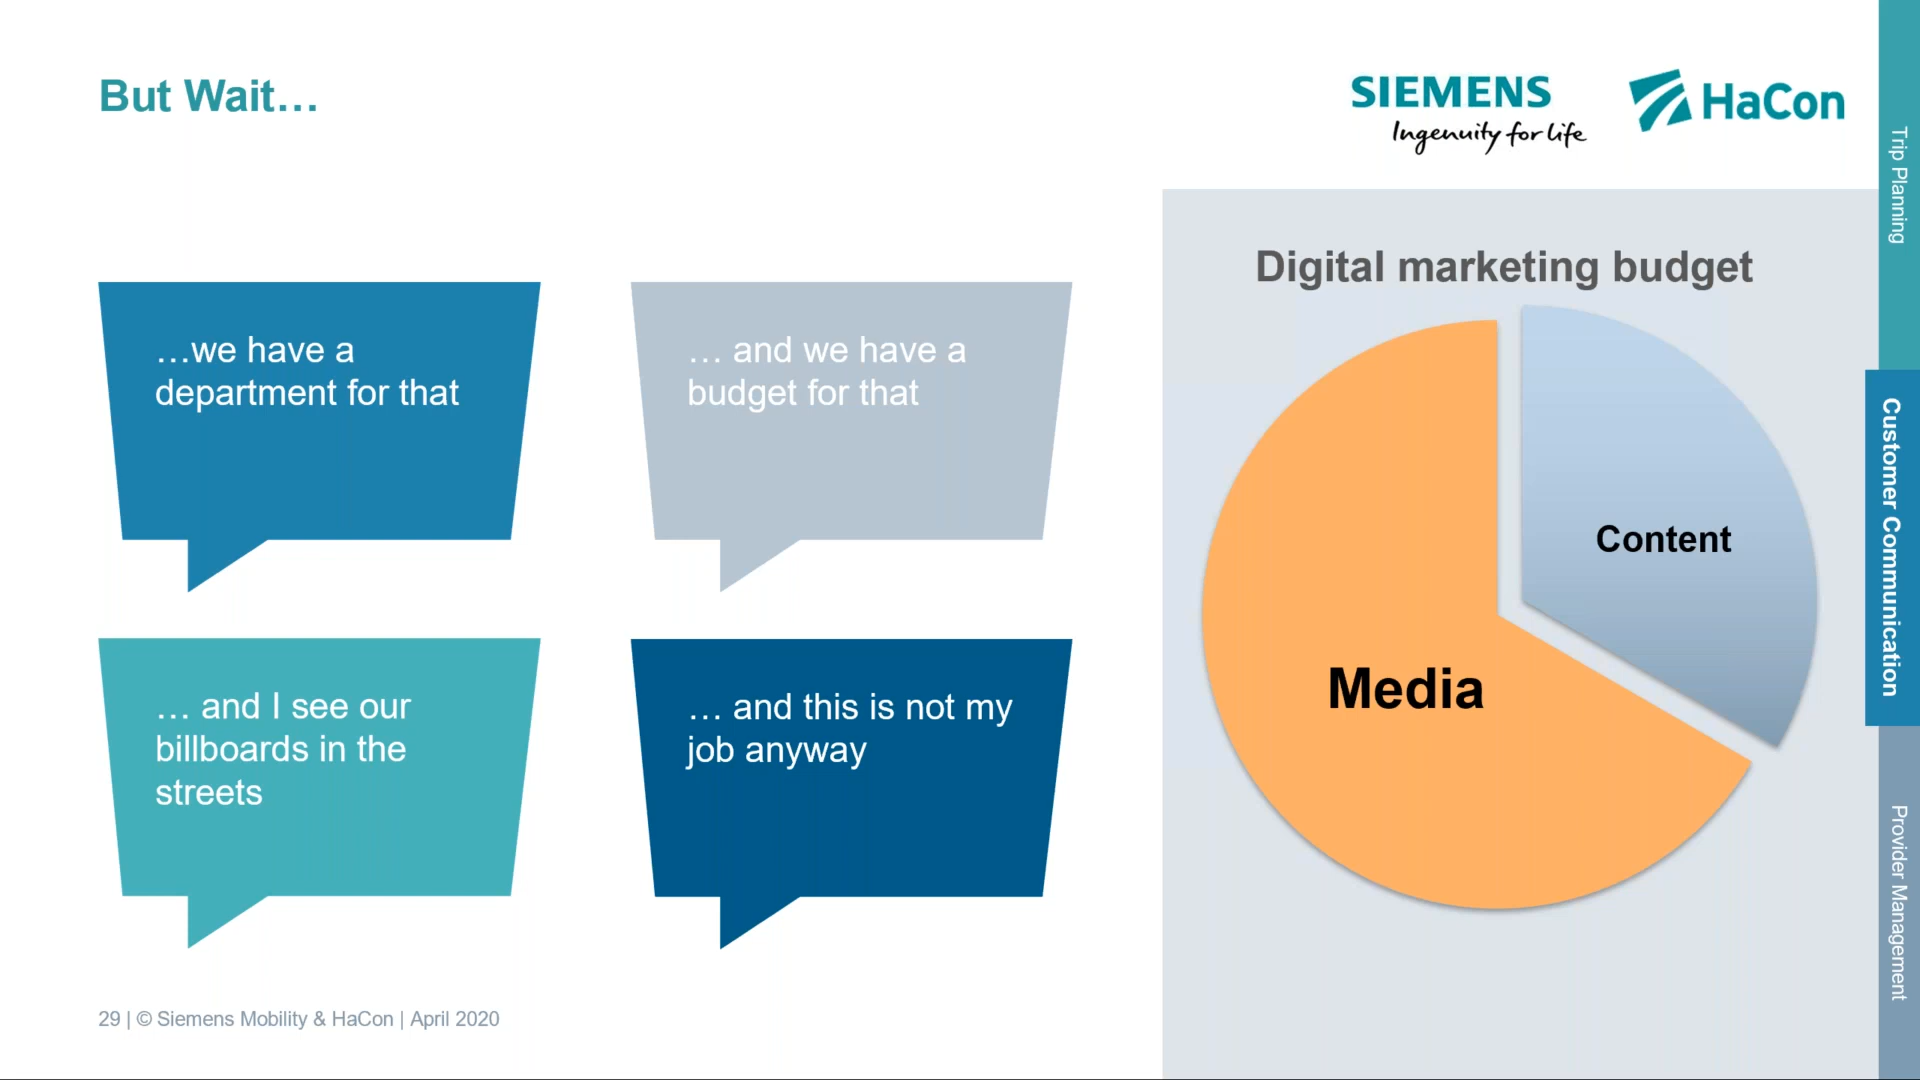 But Wait…
SIEMENS
Ingenuity for life
HaCon
…we have a
department for that
… and we have a
budget for that
… and I see our
billboards in the
streets
… and this is not my
job anyway
Digital marketing budget
Content
Media
Trip Planning
Customer Communication
Provider Management
29 | © Siemens Mobility & HaCon | April 2020